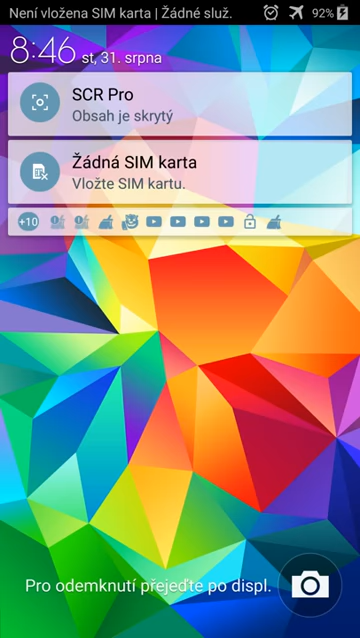 Není vložena SIM karta | Žádné služ.
92%
8:46 st, 31. srpna
SCR Pro
Obsah je skrytý
Žádná SIM karta
Vložte SIM kartu.
+10
Pro odemknutí přejeďte po displ.